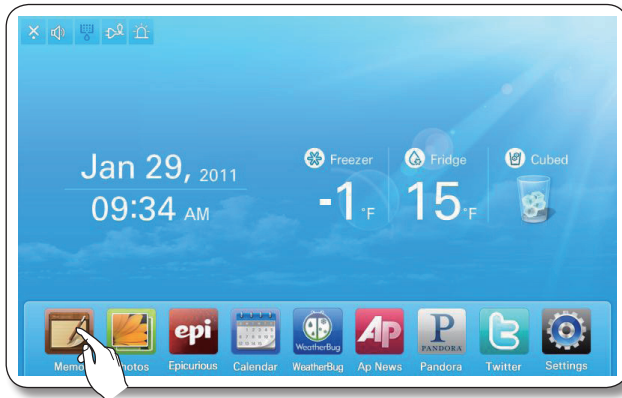 Freezer
Fridge
Cubed
Jan 29, 2011
09:34 AM
-1 °F
15 °F
epi
WeatherBug
AP
P
PANDORA
Memo
Photos
Epicurious
Calendar
WeatherBug
Ap News
Pandora
Twitter
Settings